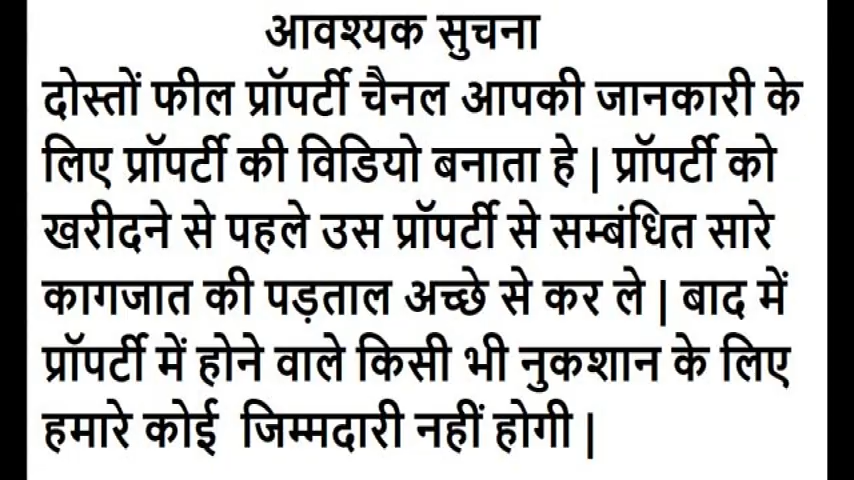 आवश्यक सुचना
दोस्तों फील प्रॉपर्टी चैनल आपकी जानकारी के
लिए प्रॉपर्टी की विडियो बनाता हे | प्रॉपर्टी को
खरीदने से पहले उस प्रॉपर्टी से सम्बंधित सारे
कागजात की पड़ताल अच्छे से कर ले | बाद में
प्रॉपर्टी में होने वाले किसी भी नुकशान के लिए
हमारे कोई जिम्मदारी नहीं होगी |